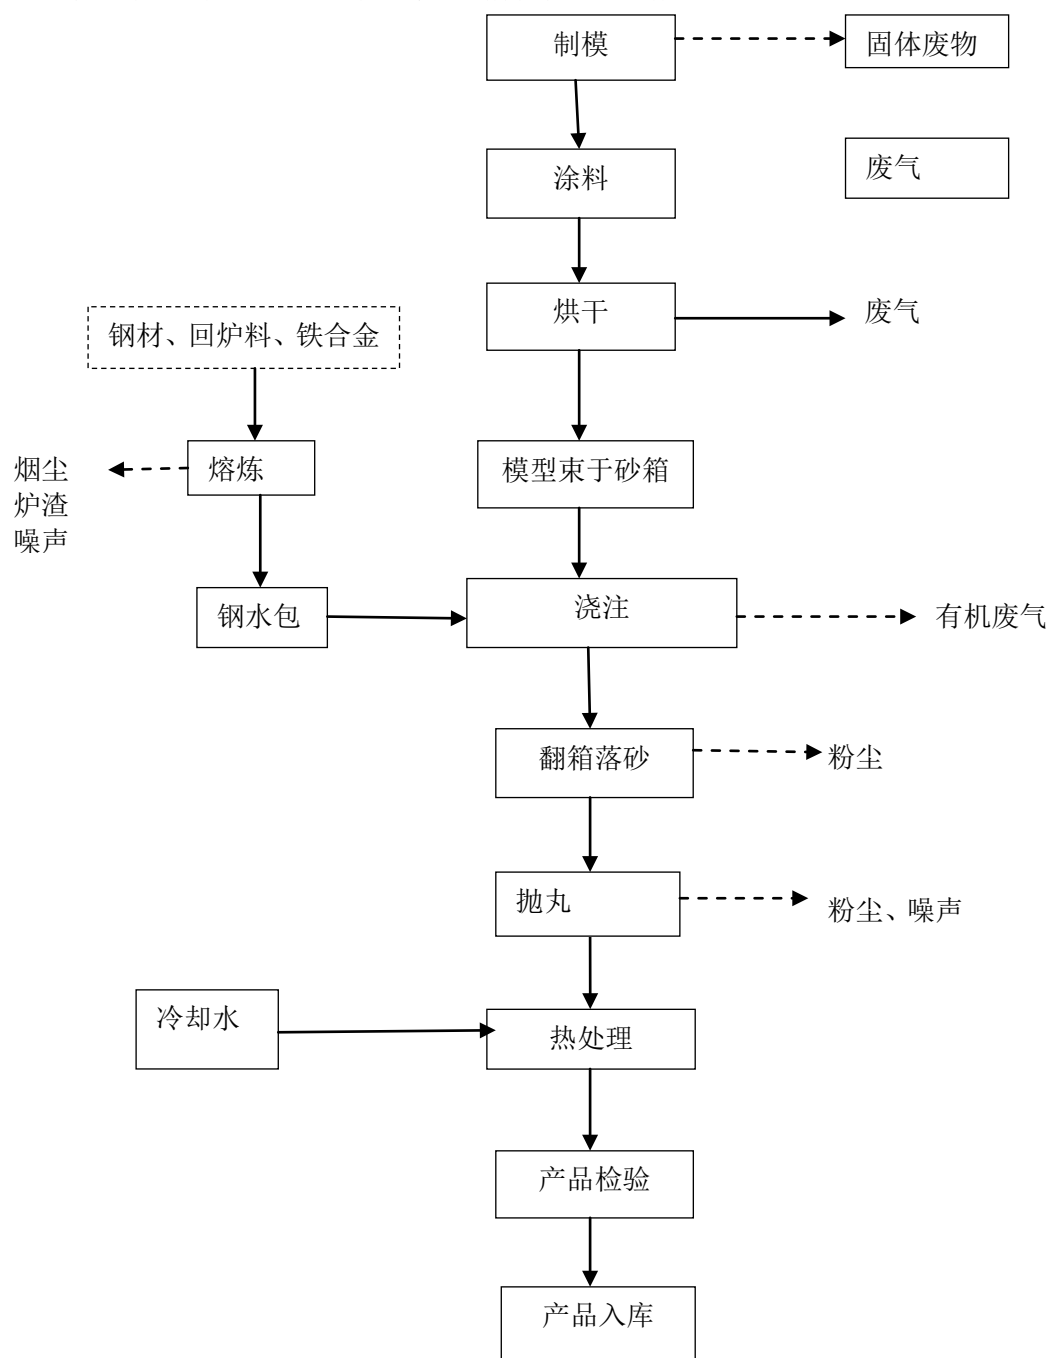 制模
固体废物
涂料
废气
烘干
废气
钢材、回炉料、铁合金
熔炼
烟尘
炉渣
噪声
模型束于砂箱
钢水包
浇注
有机废气
翻箱落砂
粉尘
抛丸
粉尘、噪声
冷却水
热处理
产品检验
产品入库